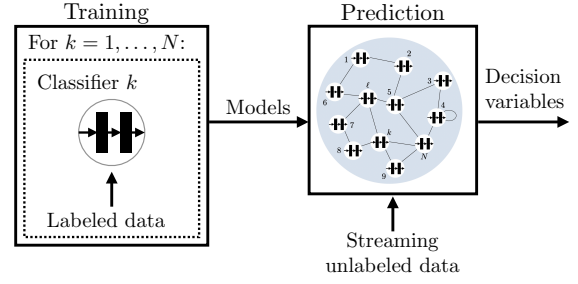 Training
For k = 1, . . . , N:
Classifier k
Labeled data
Models
Prediction
1
2
3
4
5
6
ℓ
7
8
k
9
N
Streaming
unlabeled data
Decision
variables